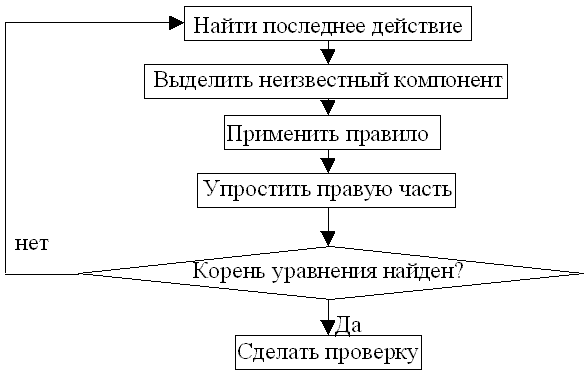 Найти последнее действие
Выделить неизвестный компонент
Применить правило
Упростить правую часть
нет
Корень уравнения найден?
Да
Сделать проверку